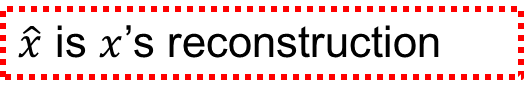 x̂ is x’s reconstruction